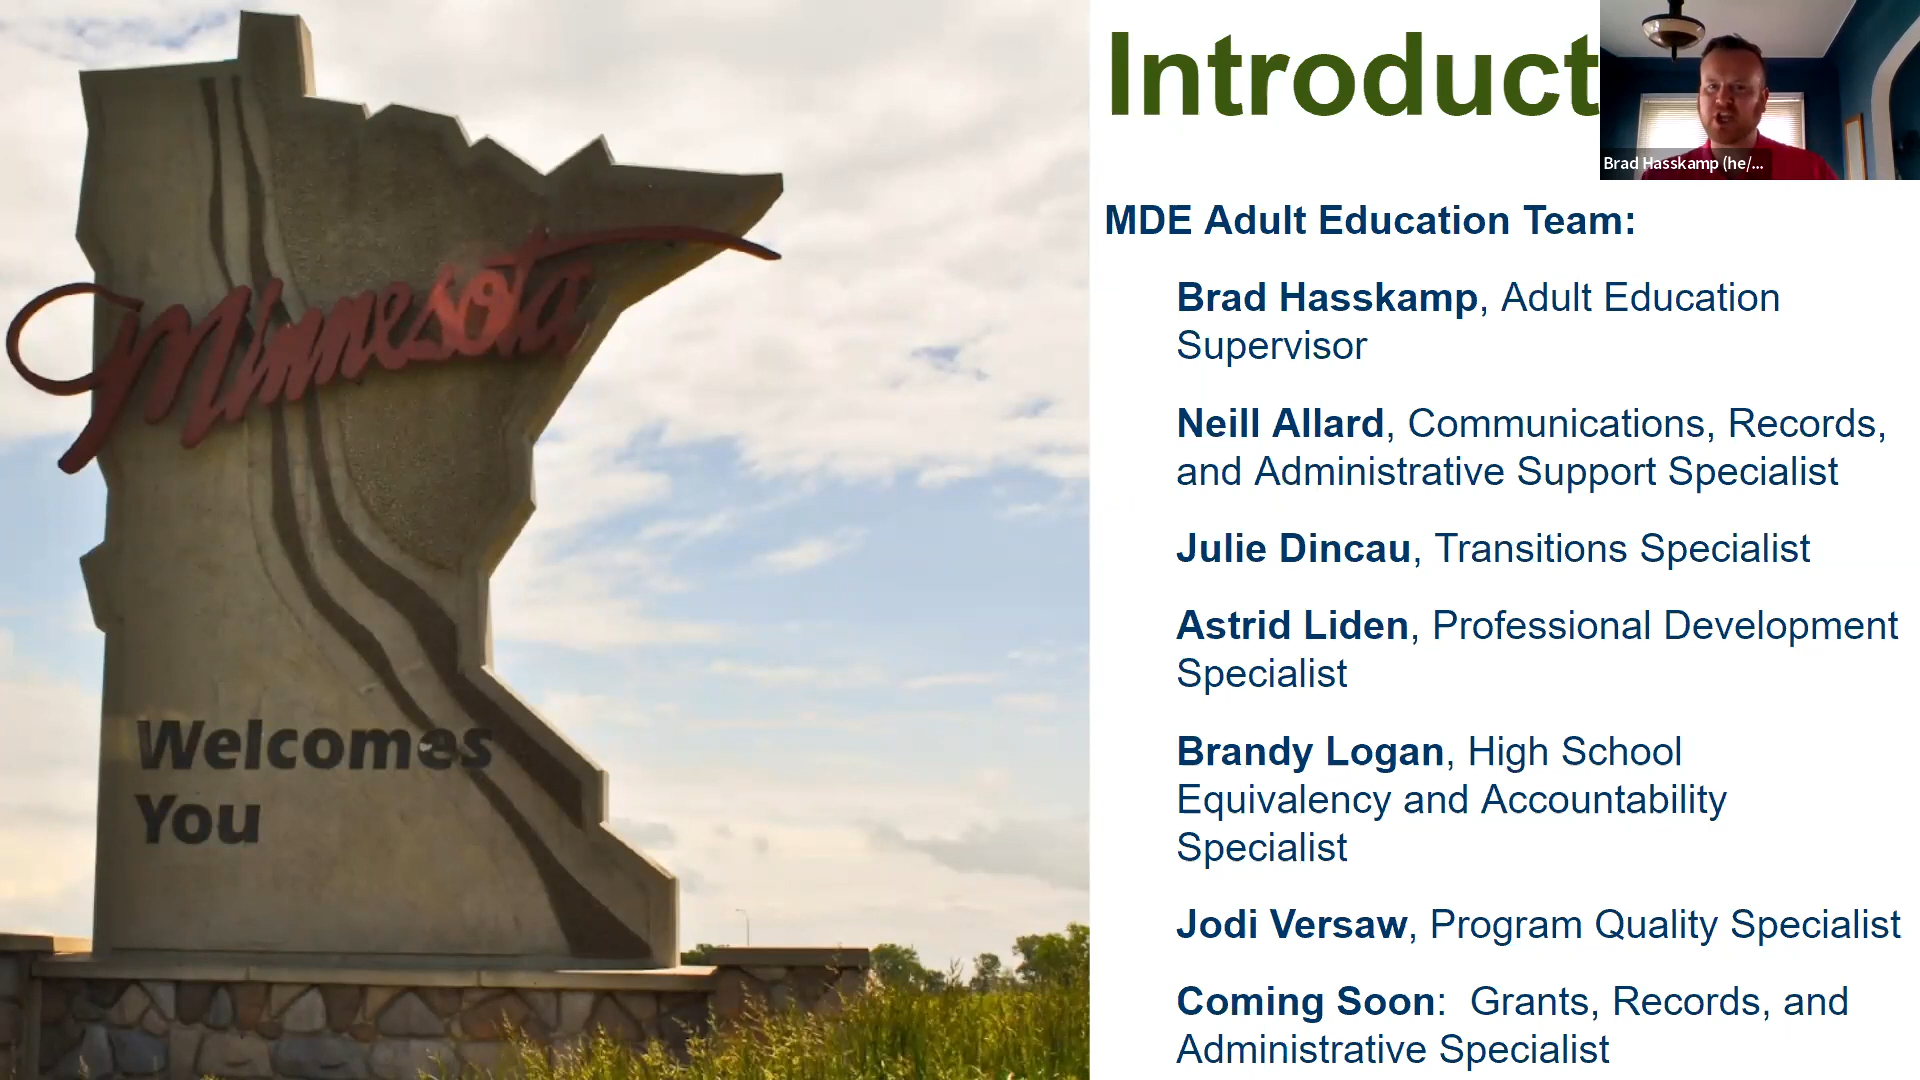 Minnesota
Welcomes
You
Introduct
Brad Hasskamp (he/...
MDE Adult Education Team:
Brad Hasskamp, Adult Education
Supervisor
Neill Allard, Communications, Records,
and Administrative Support Specialist
Julie Dincau, Transitions Specialist
Astrid Liden, Professional Development
Specialist
Brandy Logan, High School
Equivalency and Accountability
Specialist
Jodi Versaw, Program Quality Specialist
Coming Soon:  Grants, Records, and
Administrative Specialist